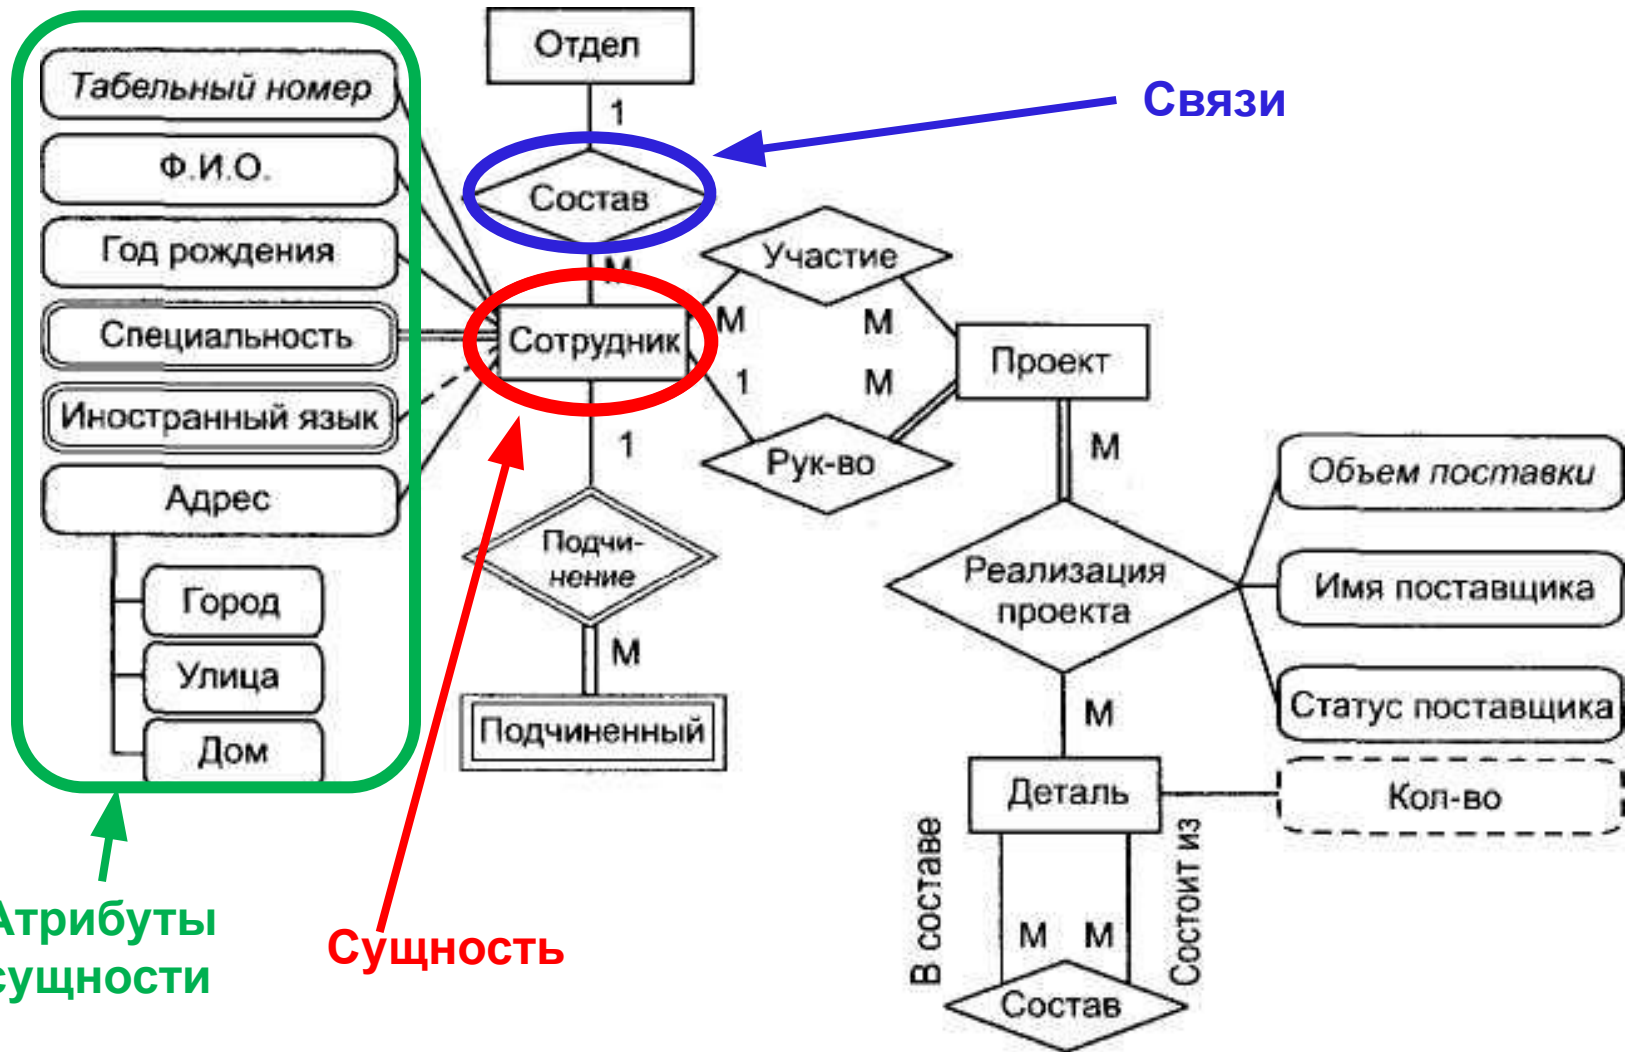 Отдел
Табельный номер
1
Связи
Ф.И.О.
Состав
Год рождения
Участие
М
Специальность
Сотрудник
М
М
Проект
Иностранный язык
1
М
Адрес
1
Рук-во
М
Объем поставки
Подчи-
нение
Реализация
проекта
Имя поставщика
Город
М
Улица
Подчиненный
М
Статус поставщика
Дом
Деталь
Кол-во
В составе
Состоит из
Атрибуты
сущности
Сущность
М
М
Состав